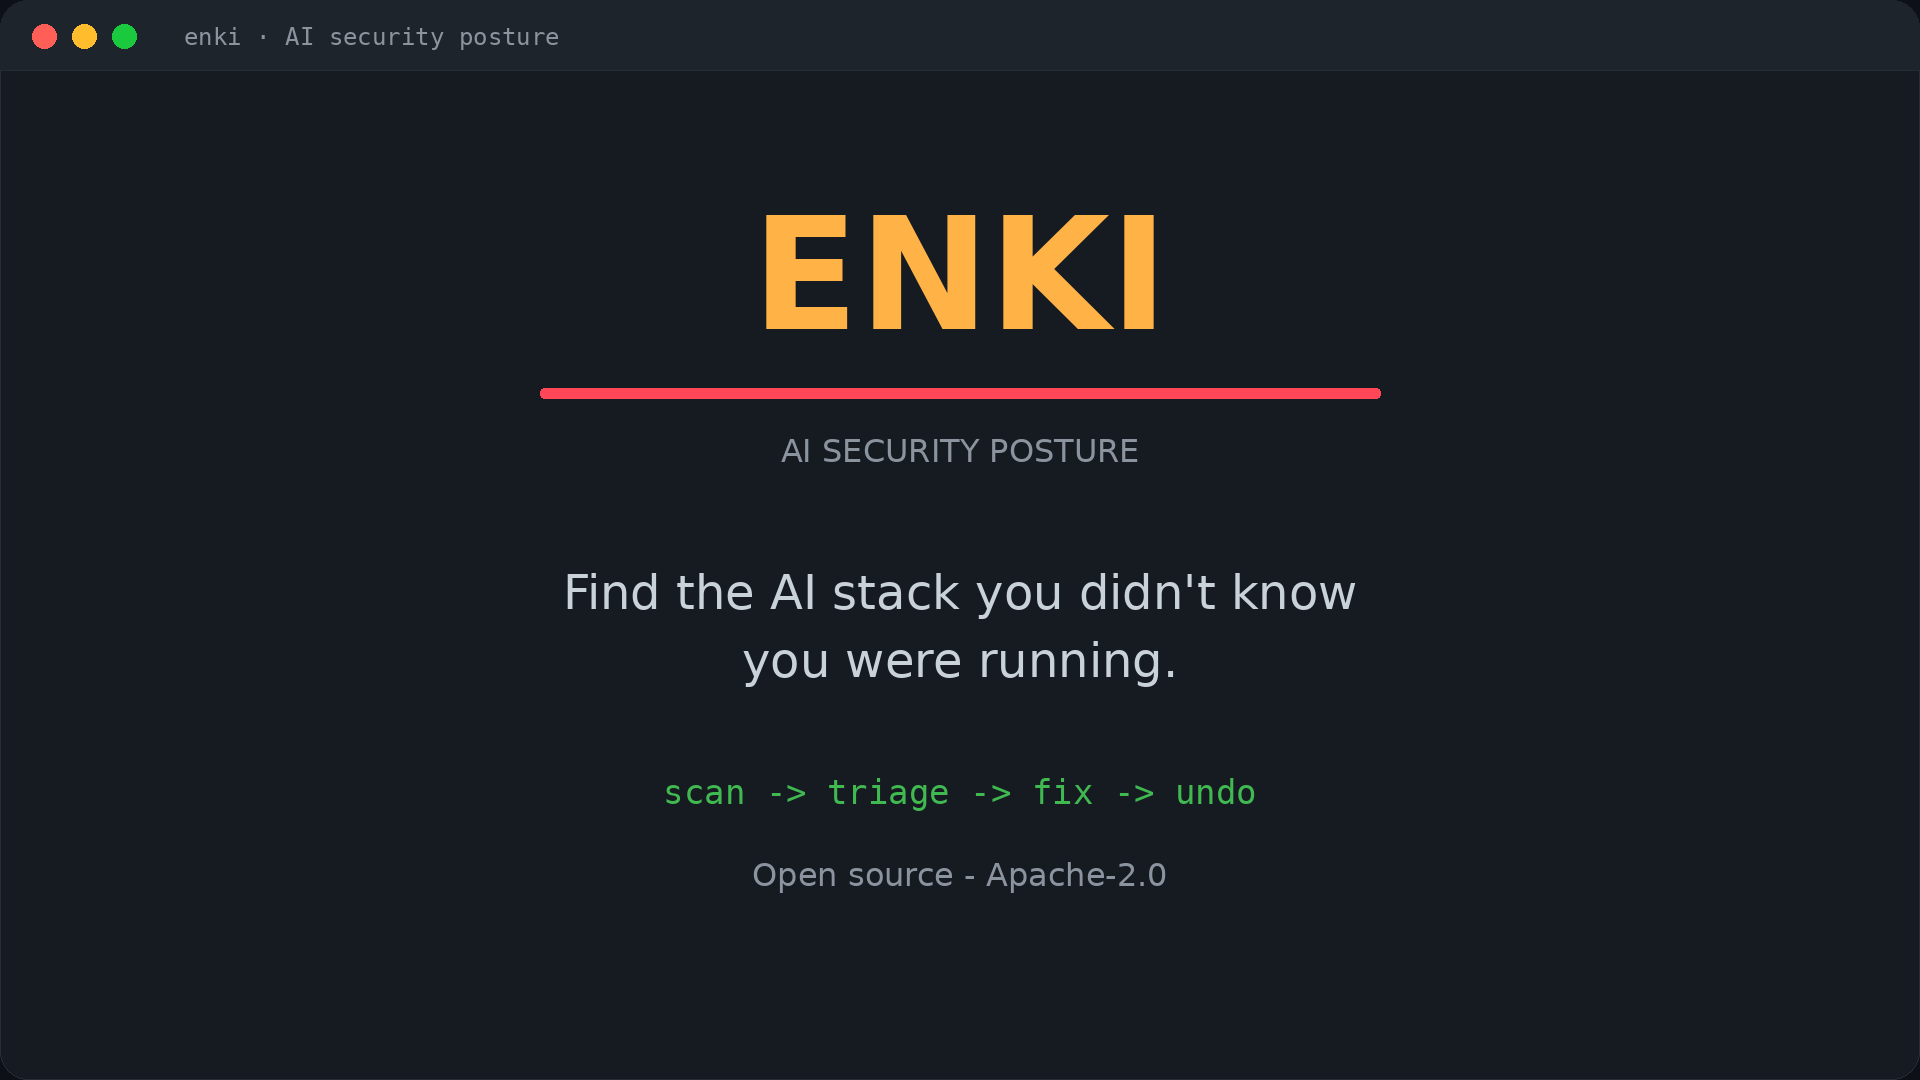 enki · AI security posture
ENKI
AI SECURITY POSTURE
Find the AI stack you didn't know
you were running.
scan -> triage -> fix -> undo
Open source - Apache-2.0